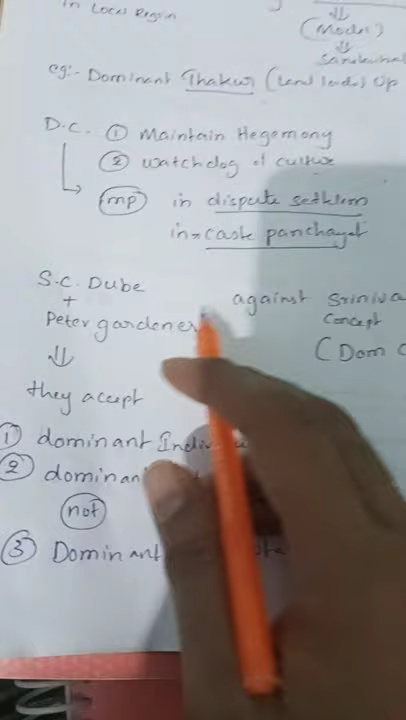 in Local Region
(Model)
eg:- Dominant Thakur (Land lords) Up
D.C. ① Maintain Hegemony
② watchdog of culture
(mp) in dispute settlem
in caste panchayat
S.C. Dube
+
Peter gardener
against Sriniva
Concept
(Dom C
they accept
① dominant Indiv
② dominan
not
③ Dominant